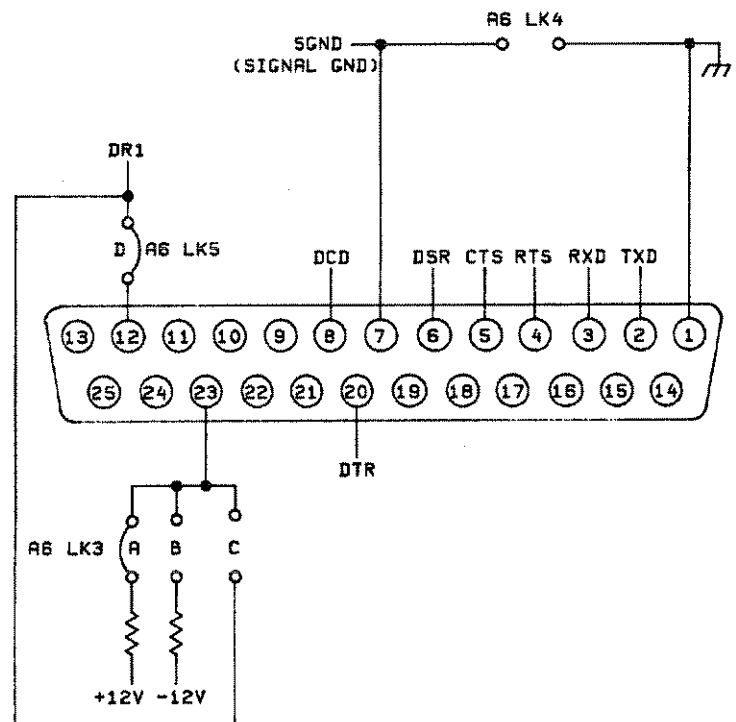 A6 LK4
SGND
(SIGNAL GND)
DR1
D A6 LK5
DCD DSR CTS RTS RXD TXD
13 12 11 10 9 8 7 6 5 4 3 2 1
25 24 23 22 21 20 19 18 17 16 15 14
DTR
A6 LK3 A B C
+12V -12V